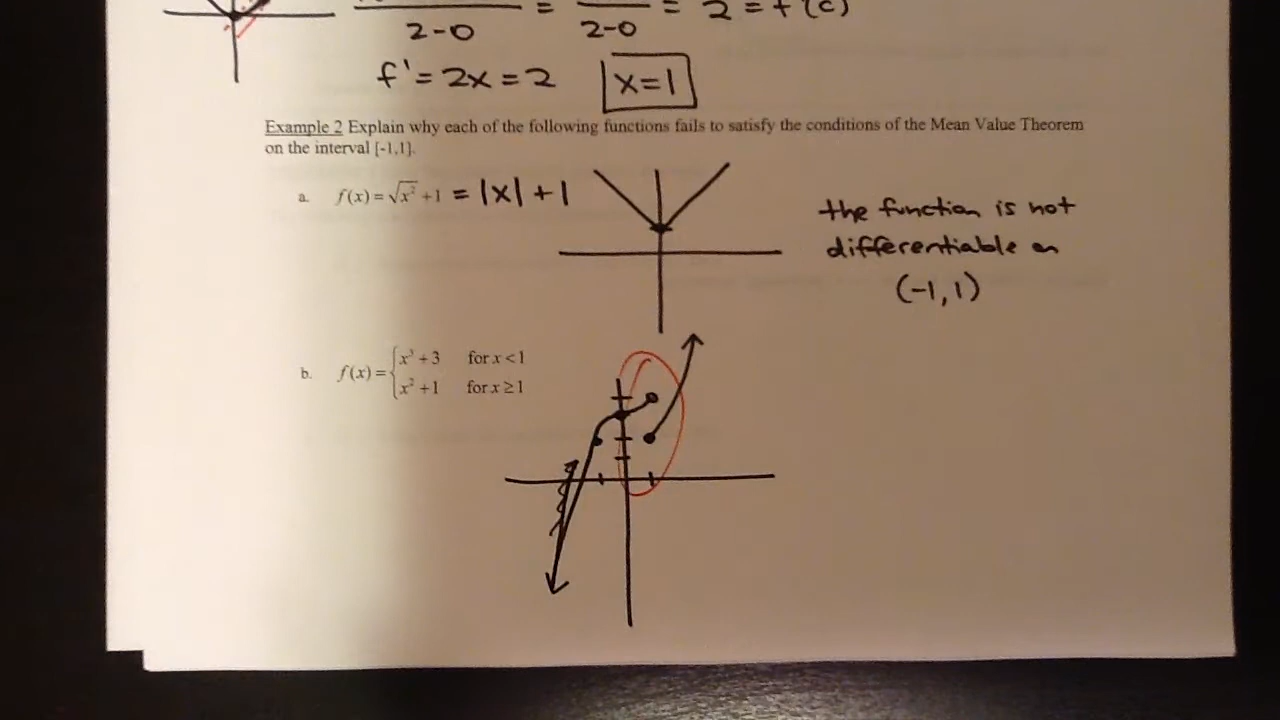 = = 2 = f'(c)
2-0 2-0
f' = 2x = 2 x=1
Example 2 Explain why each of the following functions fails to satisfy the conditions of the Mean Value Theorem
on the interval [-1,1].
a. f(x) = √x² + 1 = |x| + 1
the function is not
differentiable on
(-1, 1)
b. f(x) = { x³ + 3 for x < 1
x² + 1 for x ≥ 1